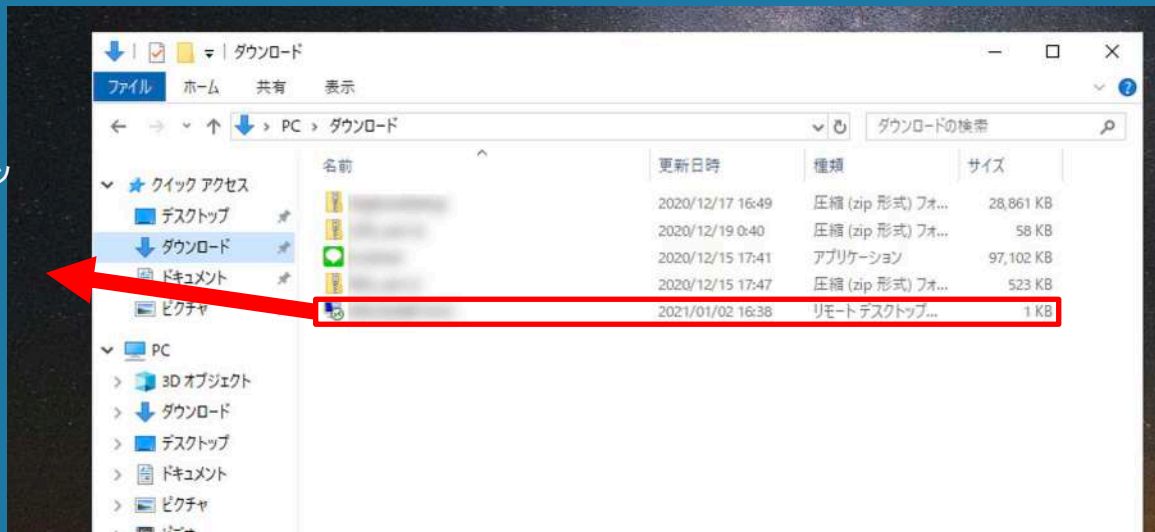 ダウンロード
ファイル ホーム 共有 表示
PC › ダウンロード ダウンロードの検索
名前 更新日時 種類 サイズ
クイック アクセス
デスクトップ
ダウンロード
ドキュメント
ピクチャ
2020/12/17 16:49 圧縮 (zip 形式) フォ... 28,861 KB
2020/12/19 0:40 圧縮 (zip 形式) フォ... 58 KB
2020/12/15 17:41 アプリケーション 97,102 KB
2020/12/15 17:47 圧縮 (zip 形式) フォ... 523 KB
2021/01/02 16:38 リモート デスクトップ... 1 KB
PC
3D オブジェクト
ダウンロード
デスクトップ
ドキュメント
ピクチャ